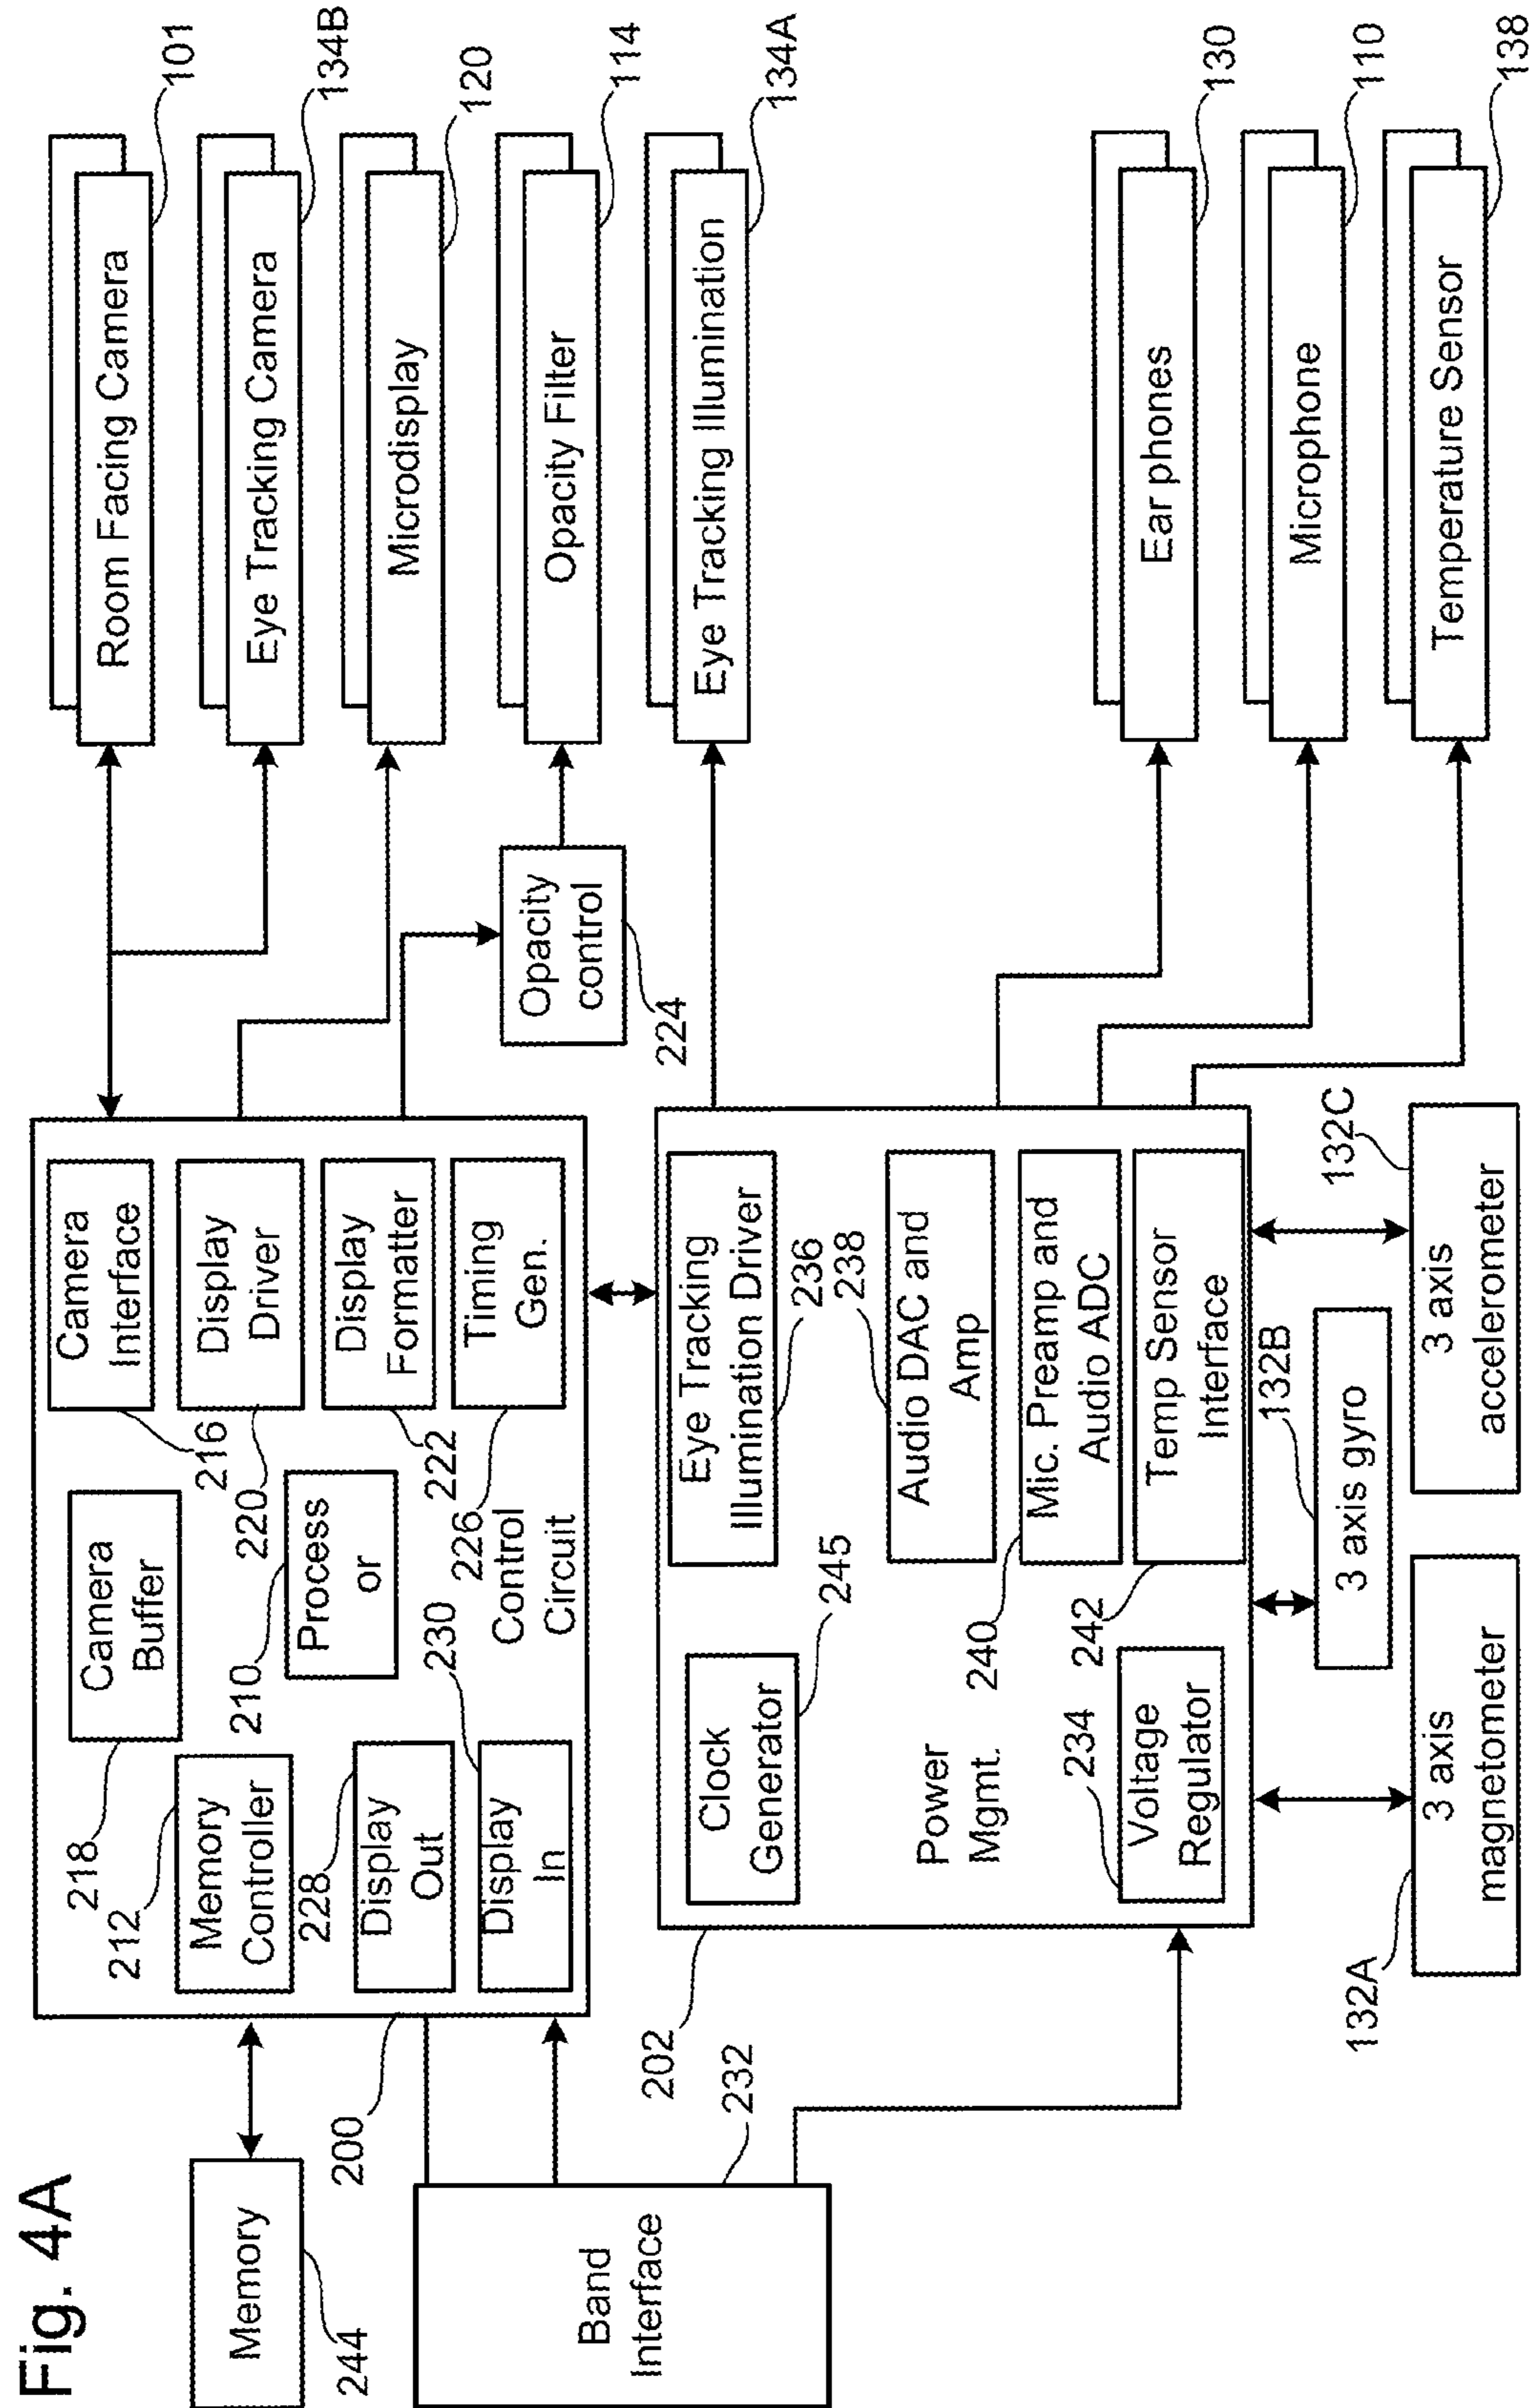 Fig. 4A
Memory
244
Band
Interface
232
200
Memory
Controller
212
Camera
Buffer
218
Camera
Interface
216
Display
Driver
220
Process
or
210
Display
Formatter
222
Timing
Gen.
226
Display
Out
228
Display
In
230
Control
Circuit
202
Clock
Generator
245
Eye Tracking
Illumination Driver
236
Audio DAC and
Amp
238
Power
Mgmt.
Mic. Preamp and
Audio ADC
240
Voltage
Regulator
234
Temp Sensor
Interface
242
3 axis
magnetometer
132A
3 axis gyro
132B
3 axis
accelerometer
132C
Opacity
control
224
Room Facing Camera
101
Eye Tracking Camera
134B
Microdisplay
120
Opacity Filter
114
Eye Tracking Illumination
134A
Ear phones
130
Microphone
110
Temperature Sensor
138